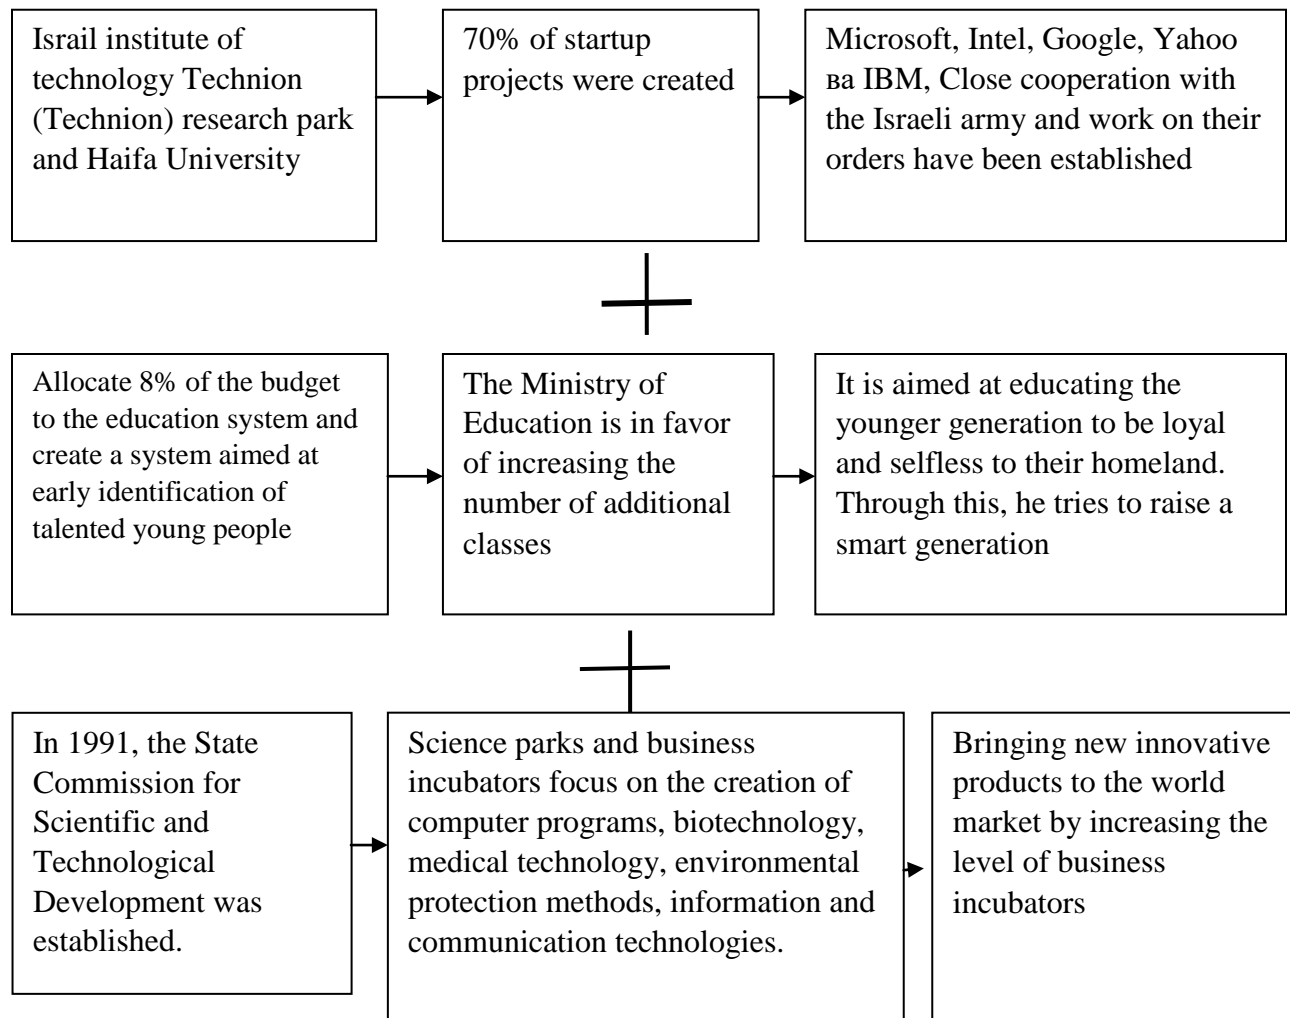 Israil institute of
technology Technion
(Technion) research park
and Haifa University
70% of startup
projects were created
Microsoft, Intel, Google, Yahoo
ва IBM, Close cooperation with
the Israeli army and work on their
orders have been established
Allocate 8% of the budget
to the education system and
create a system aimed at
early identification of
talented young people
The Ministry of
Education is in favor
of increasing the
number of additional
classes
It is aimed at educating the
younger generation to be loyal
and selfless to their homeland.
Through this, he tries to raise a
smart generation
In 1991, the State
Commission for
Scientific and
Technological
Development was
established.
Science parks and business
incubators focus on the creation of
computer programs, biotechnology,
medical technology, environmental
protection methods, information and
communication technologies.
Bringing new innovative
products to the world
market by increasing the
level of business
incubators